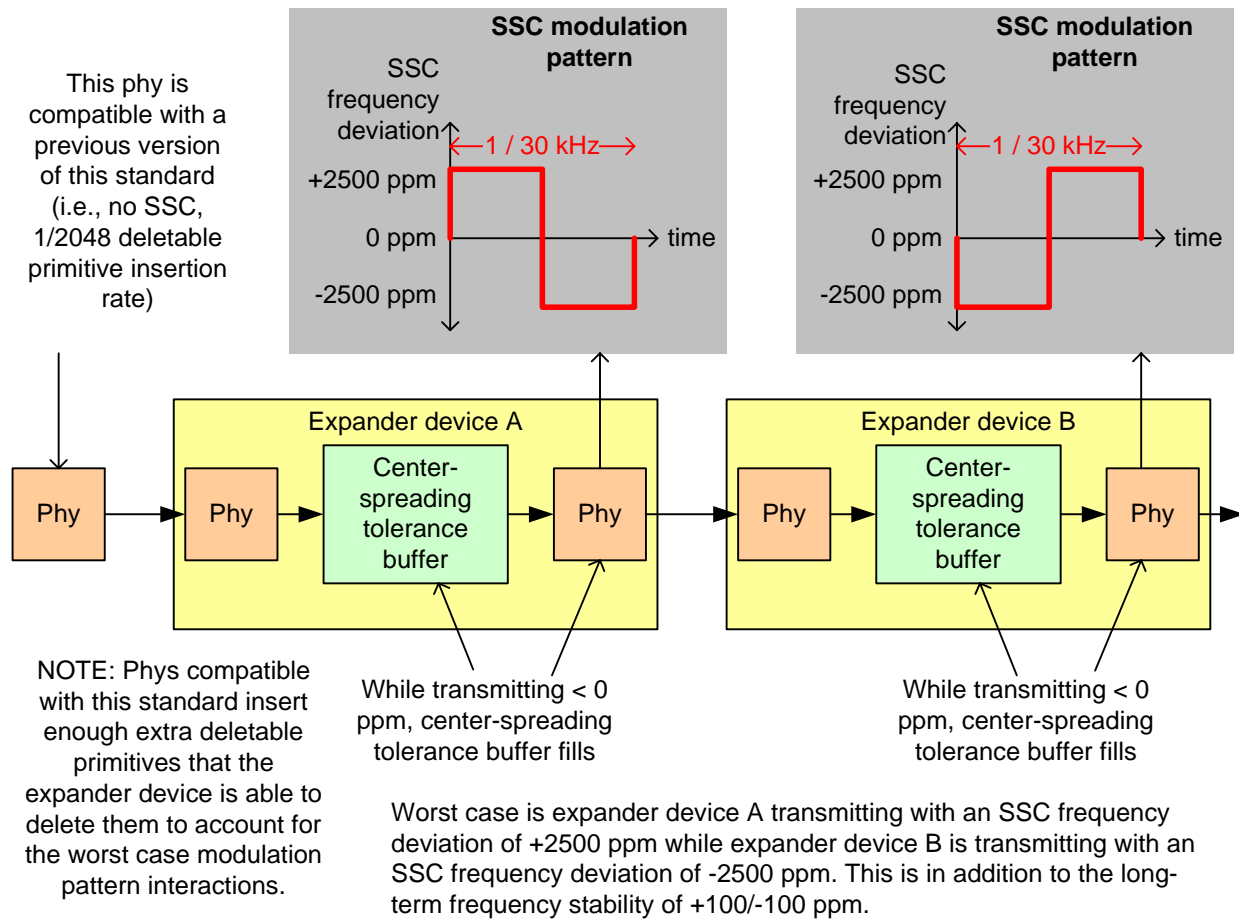 This phy is
compatible with a
previous version
of this standard
(i.e., no SSC,
1/2048 deletable
primitive insertion
rate)
SSC modulation
pattern
SSC
frequency
deviation
1 / 30 kHz
+2500 ppm
0 ppm
time
-2500 ppm
SSC modulation
pattern
SSC
frequency
deviation
1 / 30 kHz
+2500 ppm
0 ppm
time
-2500 ppm
Phy
Expander device A
Phy
Center-
spreading
tolerance
buffer
Phy
Expander device B
Phy
Center-
spreading
tolerance
buffer
Phy
NOTE: Phys compatible
with this standard insert
enough extra deletable
primitives that the
expander device is able to
delete them to account for
the worst case modulation
pattern interactions.
While transmitting < 0
ppm, center-spreading
tolerance buffer fills
While transmitting < 0
ppm, center-spreading
tolerance buffer fills
Worst case is expander device A transmitting with an SSC frequency
deviation of +2500 ppm while expander device B is transmitting with an
SSC frequency deviation of -2500 ppm. This is in addition to the long-
term frequency stability of +100/-100 ppm.